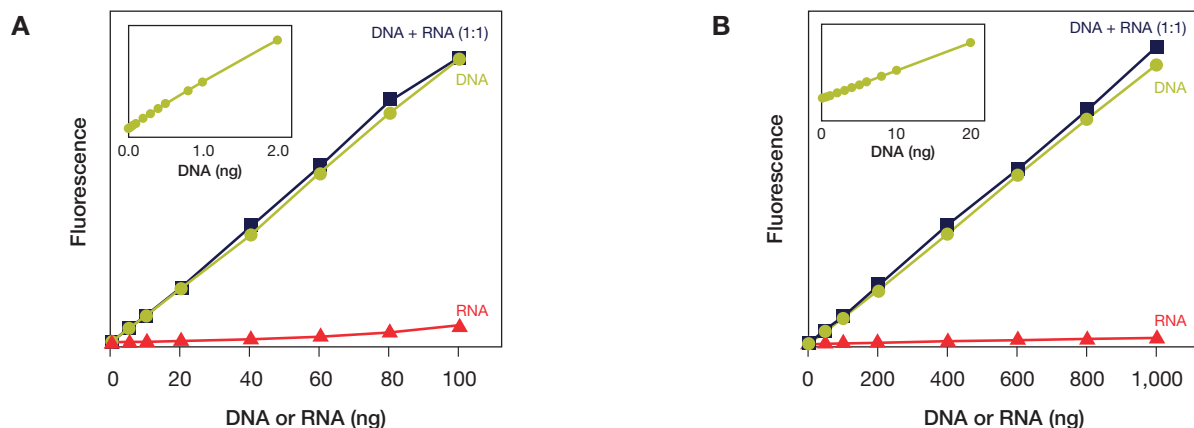 A
DNA + RNA (1:1)
DNA
0.0 1.0 2.0
DNA (ng)
Fluorescence
RNA
0 20 40 60 80 100
DNA or RNA (ng)
B
DNA + RNA (1:1)
DNA
0 10 20
DNA (ng)
Fluorescence
RNA
0 200 400 600 800 1,000
DNA or RNA (ng)